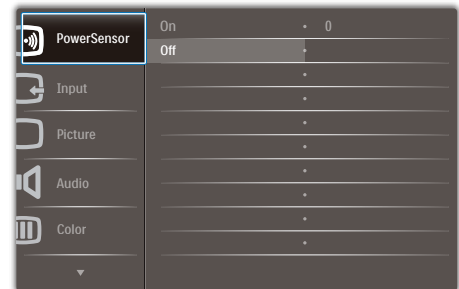 PowerSensor
On • 0
Off •
Input
Picture
Audio
Color